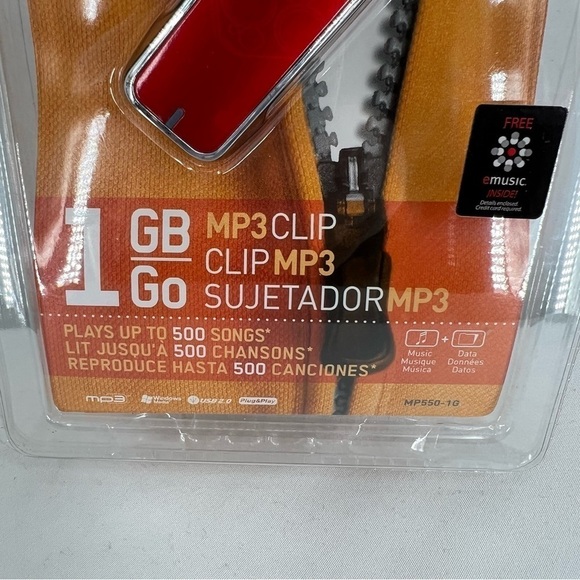 FREE
emusic
INSIDE!
Details enclosed.
Credit card required.
1 GB Go
MP3 CLIP
CLIP MP3
SUJETADOR MP3
PLAYS UP TO 500 SONGS*
LIT JUSQU'À 500 CHANSONS*
REPRODUCE HASTA 500 CANCIONES*
Music + Data
Musique Données
Música Datos
mp3 Windows USB 2.0 Plug&Play
MP550-1G